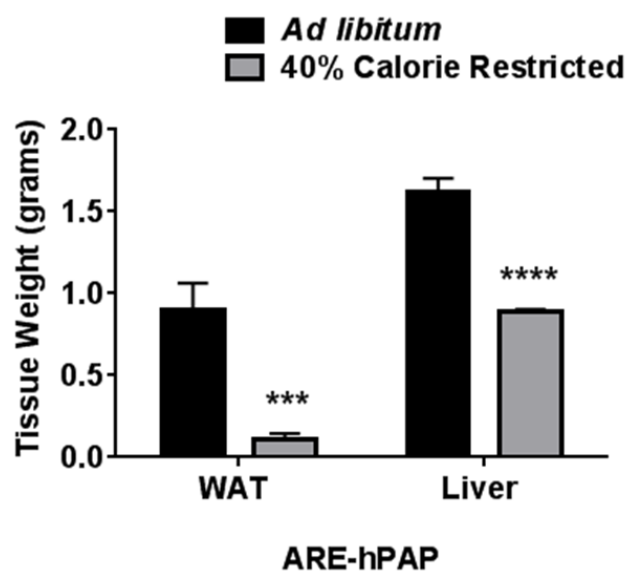 Ad libitum
40% Calorie Restricted
Tissue Weight (grams)
2.0
1.5
1.0
0.5
0.0
****
***
WAT Liver
ARE-hPAP